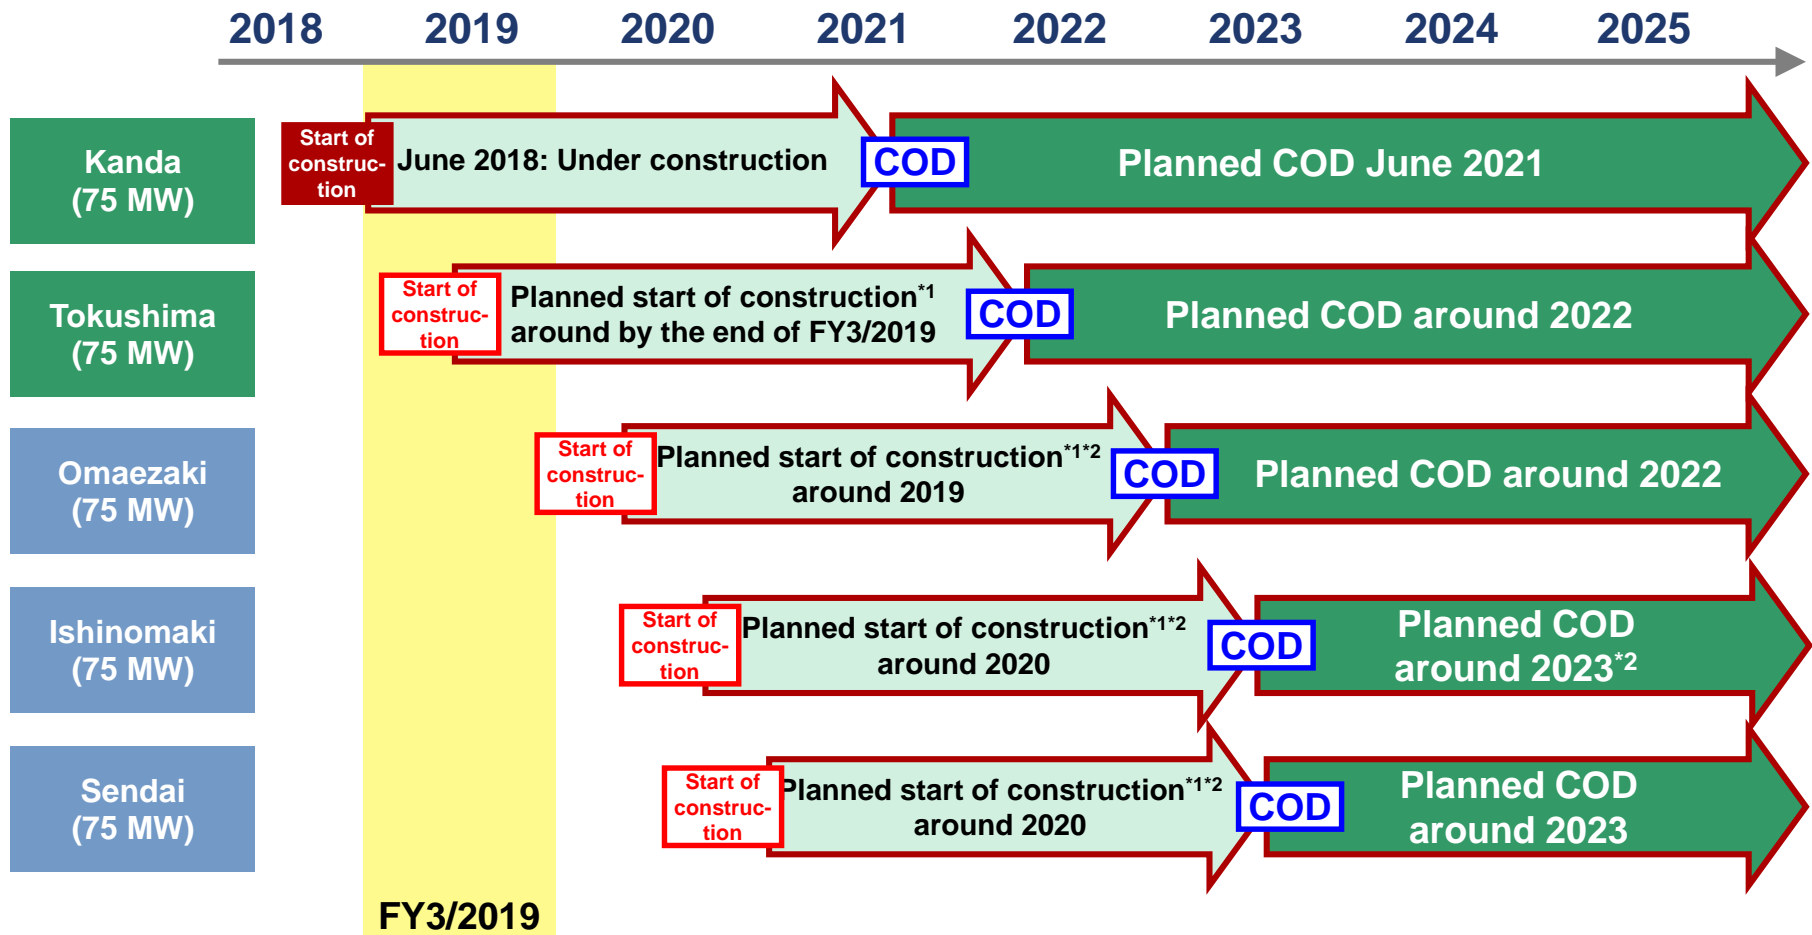 2018 2019 2020 2021 2022 2023 2024 2025
Kanda
(75 MW)
Start of
construc-
tion
June 2018: Under construction
COD
Planned COD June 2021
Tokushima
(75 MW)
Start of
construc-
tion
Planned start of construction*1
around by the end of FY3/2019
COD
Planned COD around 2022
Omaezaki
(75 MW)
Start of
construc-
tion
Planned start of construction*1*2
around 2019
COD
Planned COD around 2022
Ishinomaki
(75 MW)
Start of
construc-
tion
Planned start of construction*1*2
around 2020
COD
Planned COD
around 2023*2
Sendai
(75 MW)
Start of
construc-
tion
Planned start of construction*1*2
around 2020
COD
Planned COD
around 2023
FY3/2019